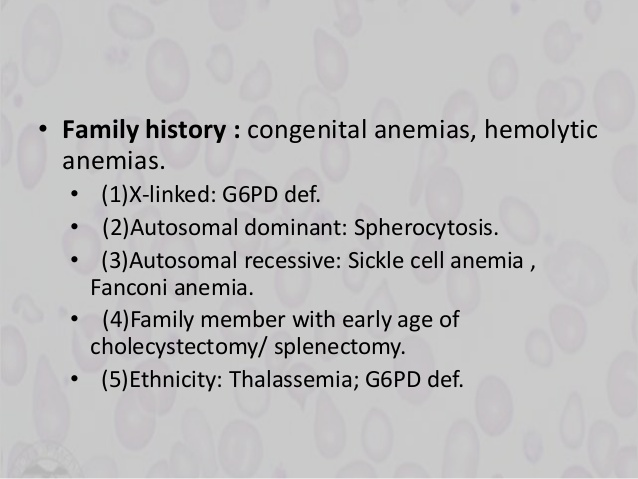 • Family history : congenital anemias, hemolytic
anemias.
• (1)X-linked: G6PD def.
• (2)Autosomal dominant: Spherocytosis.
• (3)Autosomal recessive: Sickle cell anemia ,
Fanconi anemia.
• (4)Family member with early age of
cholecystectomy/ splenectomy.
• (5)Ethnicity: Thalassemia; G6PD def.